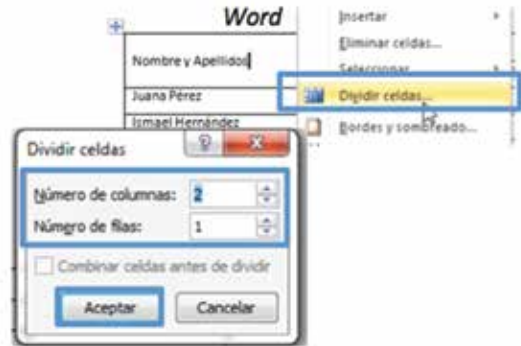 Word
Nombre y Apellidos
Juana Pérez
Ismael Hernández
Insertar
Eliminar celdas...
Seleccionar
Dividir celdas...
Bordes y sombreado...
Dividir celdas
Número de columnas: 2
Número de filas: 1
Combinar celdas antes de dividir
Aceptar Cancelar